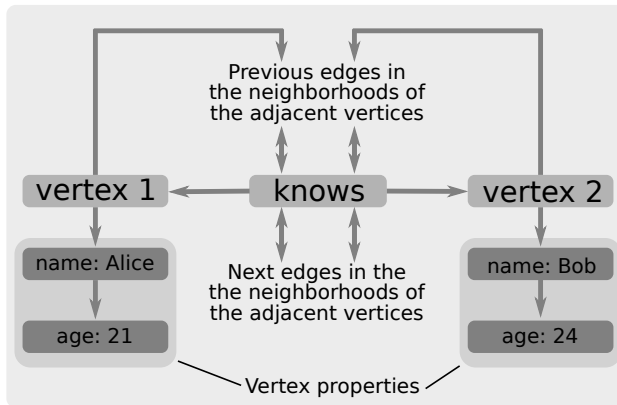 Previous edges in
the neighborhoods of
the adjacent vertices
vertex 1
knows
vertex 2
name: Alice
age: 21
Next edges in the
the neighborhoods of
the adjacent vertices
name: Bob
age: 24
Vertex properties